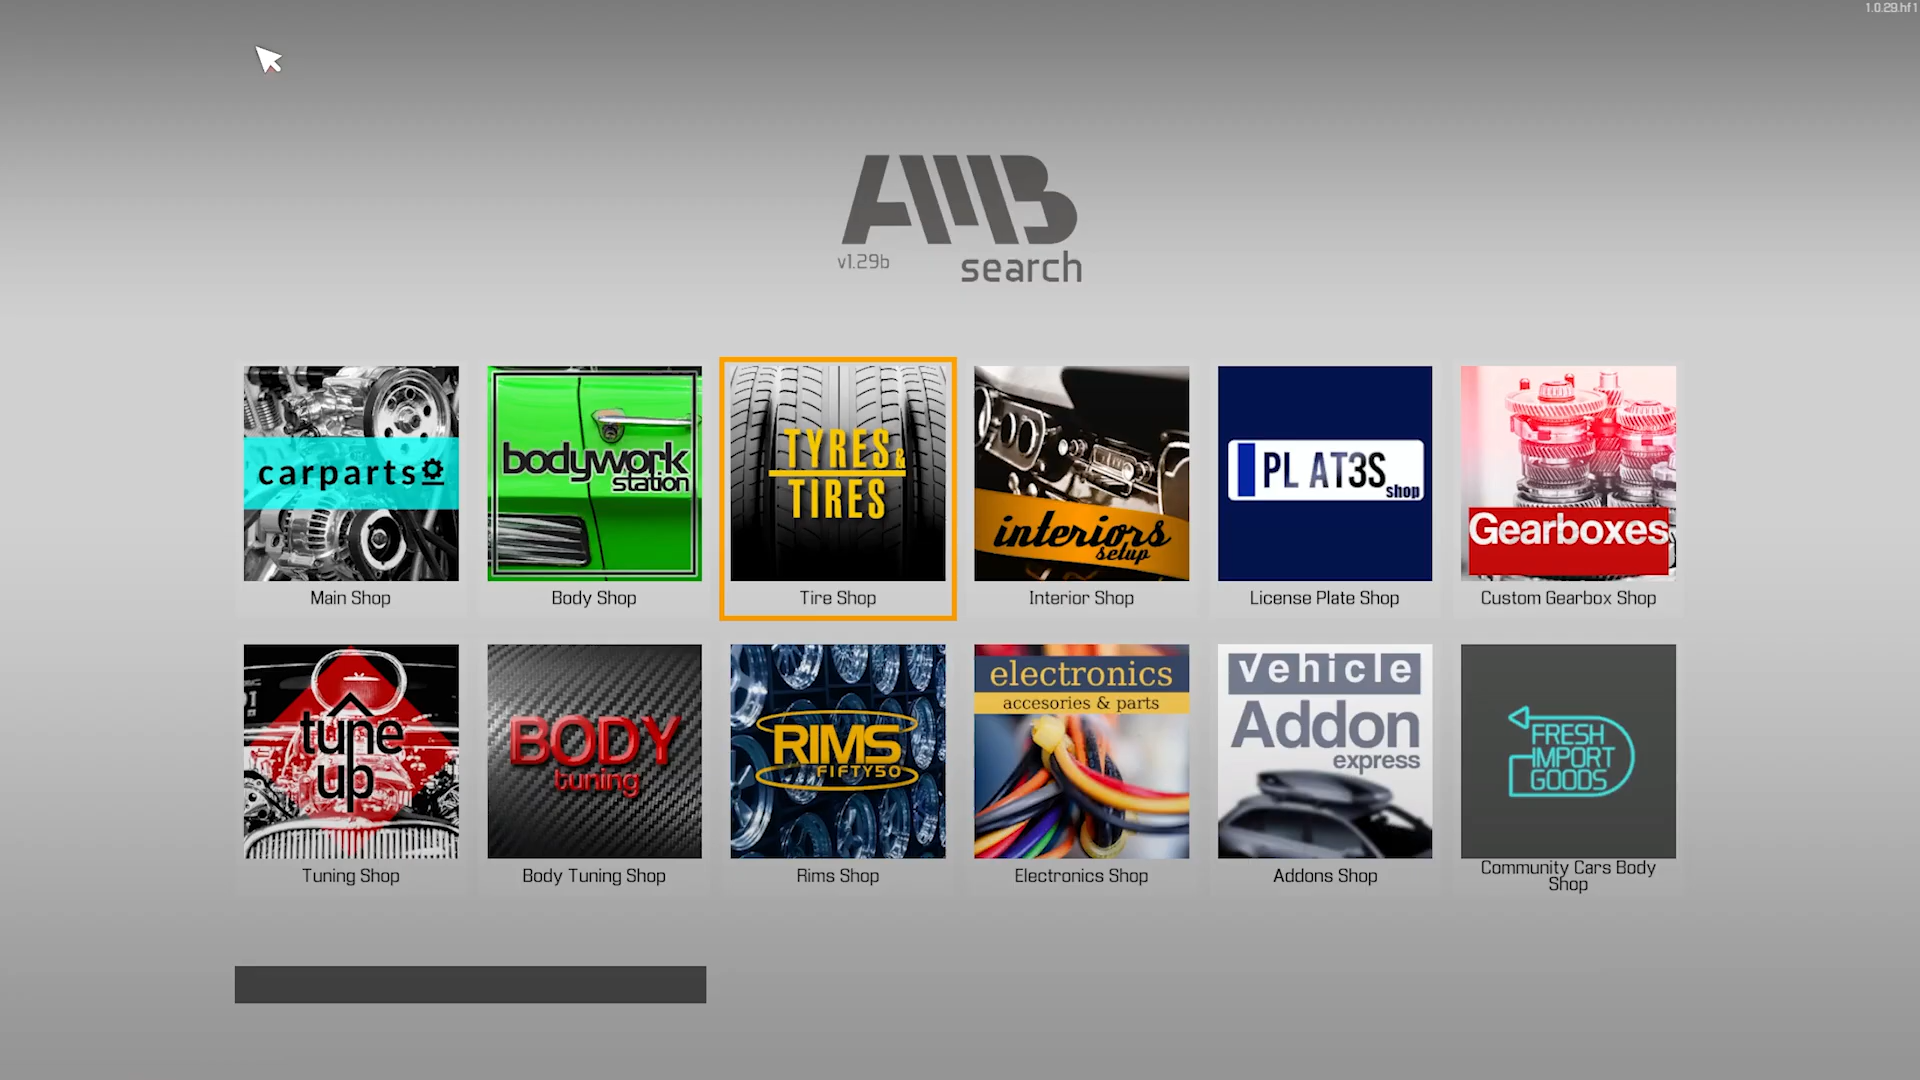 1.0.29.hf1
AMB
v1.29b
search
carparts
bodywork
station
TYRES &
TIRES
interiors
setup
PL AT3S
shop
Gearboxes
Main Shop
Body Shop
Tire Shop
Interior Shop
License Plate Shop
Custom Gearbox Shop
tune
up
BODY
tuning
RIMS
FIFTY50
electronics
accesories & parts
vehicle
Addon
express
FRESH
IMPORT
GOODS
Tuning Shop
Body Tuning Shop
Rims Shop
Electronics Shop
Addons Shop
Community Cars Body
Shop